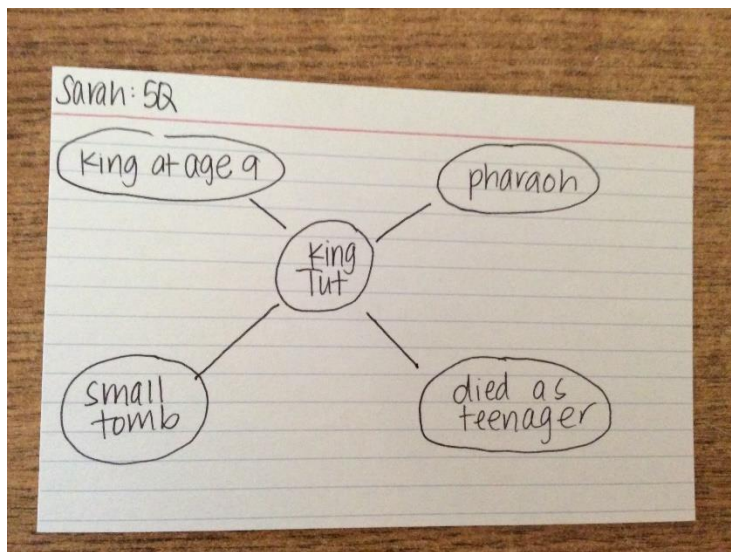 Sarah: 5Q
King at age 9
pharaoh
King
Tut
small
tomb
died as
teenager